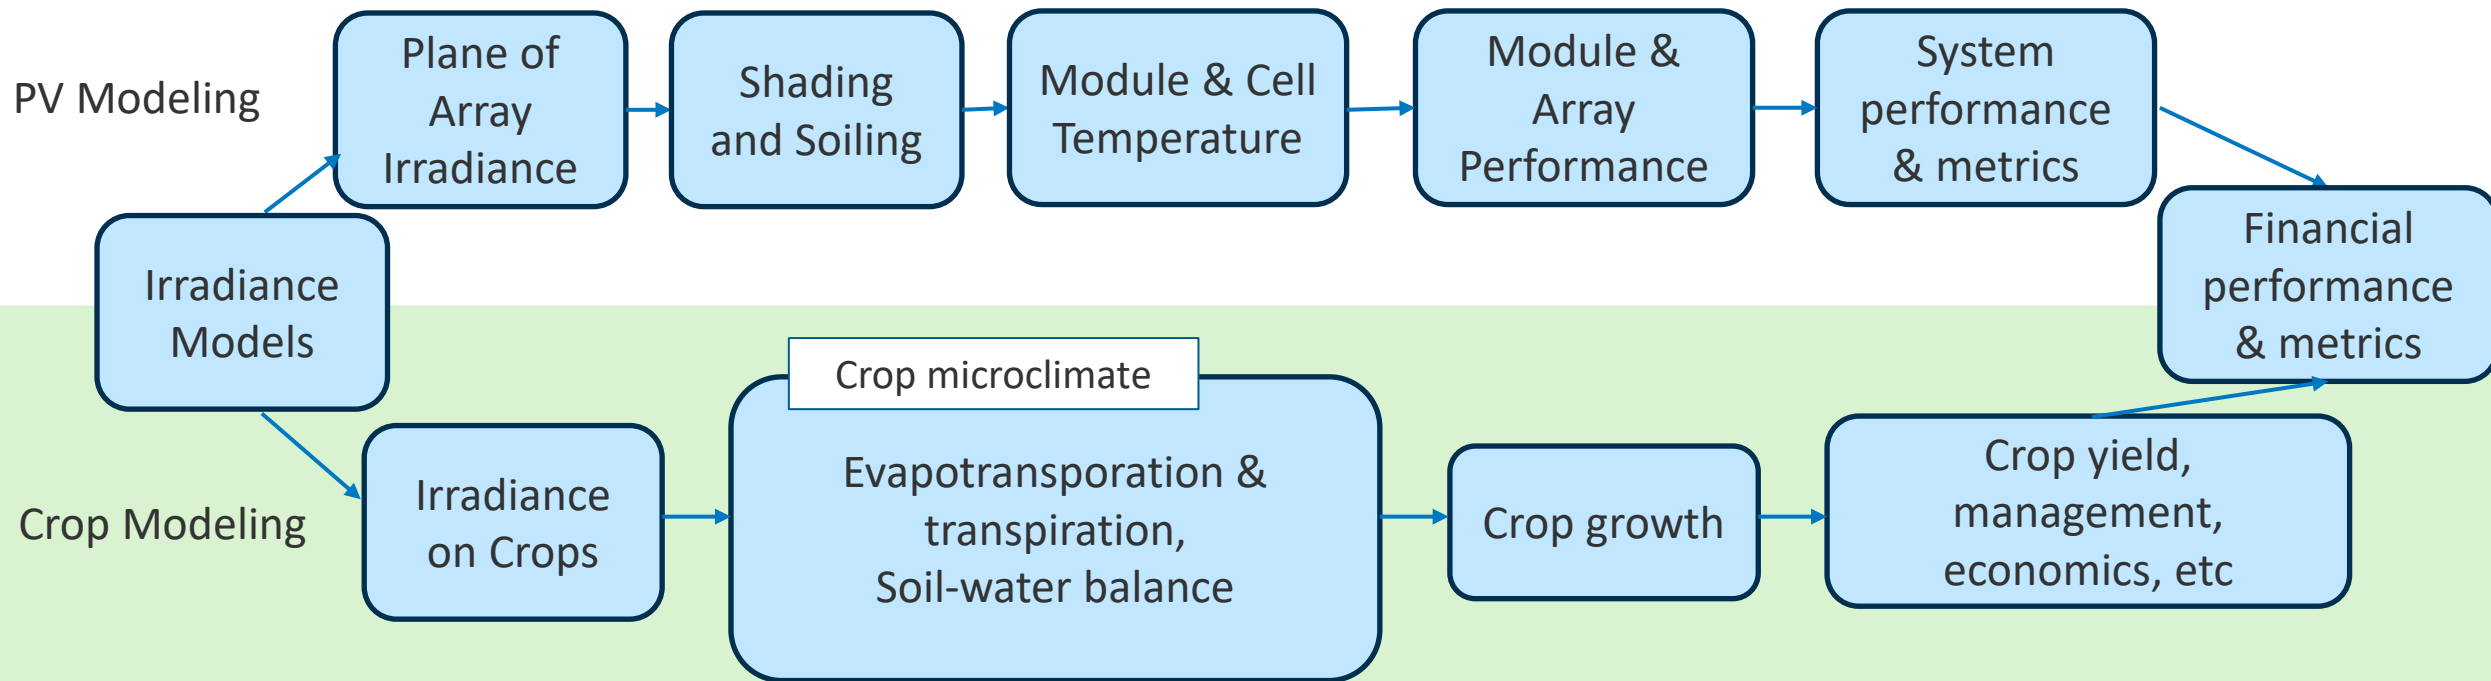 PV Modeling
Plane of
Array
Irradiance
Shading
and Soiling
Module & Cell
Temperature
Module &
Array
Performance
System
performance
& metrics
Irradiance
Models
Financial
performance
& metrics
Crop Modeling
Irradiance
on Crops
Crop microclimate
Evapotransporation &
transpiration,
Soil-water balance
Crop growth
Crop yield,
management,
economics, etc